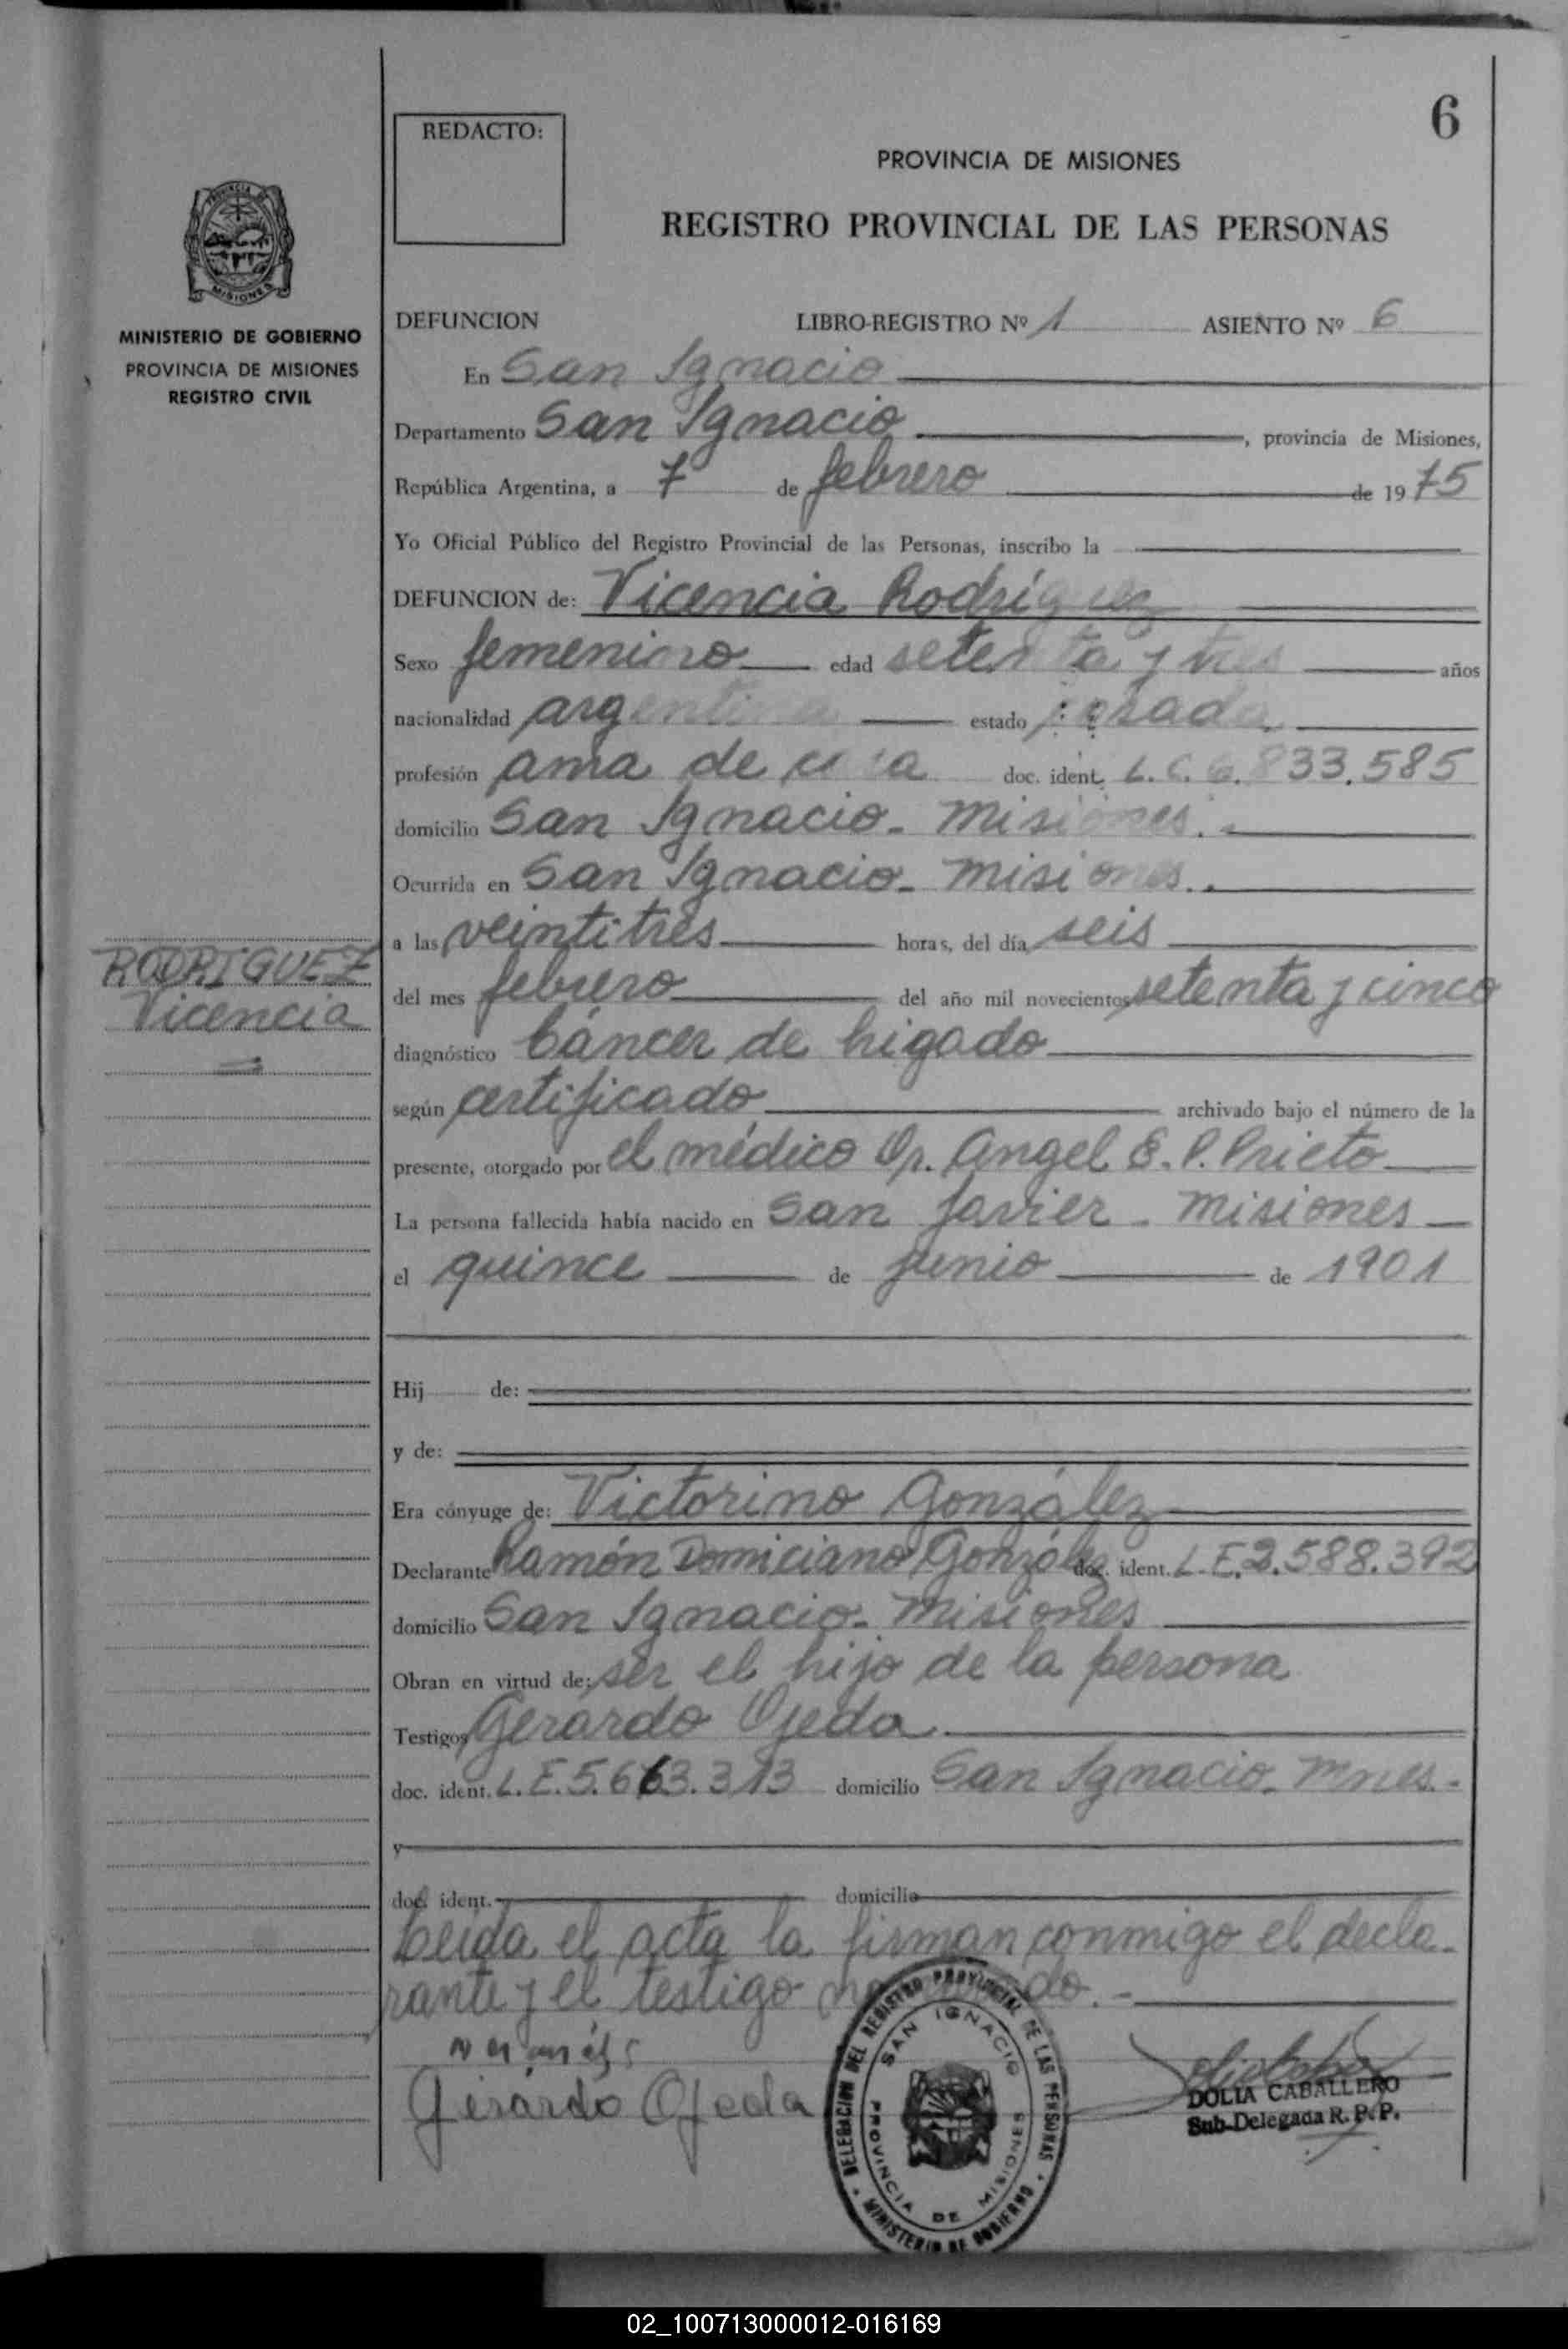 6
REDACTO:
PROVINCIA DE MISIONES
REGISTRO PROVINCIAL DE LAS PERSONAS
PROVINCIA DE
MISIONES
MINISTERIO DE GOBIERNO
PROVINCIA DE MISIONES
REGISTRO CIVIL
DEFUNCION LIBRO-REGISTRO Nº 1 ASIENTO Nº 6
En San Ignacio
Departamento San Ignacio, provincia de Misiones,
República Argentina, a 7 de febrero de 1975
Yo Oficial Público del Registro Provincial de las Personas, inscribo la
DEFUNCION de: Vicencia Rodríguez
Sexo femenino edad setenta y tres años
nacionalidad argentina estado casada
profesión ama de casa doc. ident. L.C. 6.833.585
domicilio San Ignacio - Misiones.
Ocurrida en San Ignacio - Misiones.
a las veintitrés horas, del día seis
RODRIGUEZ
Vicencia
del mes febrero del año mil novecientos setenta y cinco
diagnóstico Cáncer de higado
según certificado archivado bajo el número de la
presente, otorgado por el médico Dr. Angel E. P. Prieto
La persona fallecida había nacido en San Javier - Misiones
el quince de junio de 1901
Hij de:
y de:
Era cónyuge de: Victorino González
Declarante Ramón Domiciano González doc. ident. L.E. 2.588.392
domicilio San Ignacio - Misiones
Obran en virtud de: ser el hijo de la persona
Testigos Gerardo Ojeda
doc. ident. L.E. 5.663.313 domicilio San Ignacio - Mnes.-
y
doc. ident. domicilio
Leida el acta la firman conmigo el decla-
rante y el testigo
Gerardo Ojeda
DELEGACION DEL REGISTRO PROVINCIAL DE LAS PERSONAS
MINISTERIO DE GOBIERNO
SAN IGNACIO
PROVINCIA DE MISIONES
DOLIA CABALLERO
Sub-Delegada R. P. P.
02_100713000012-016169